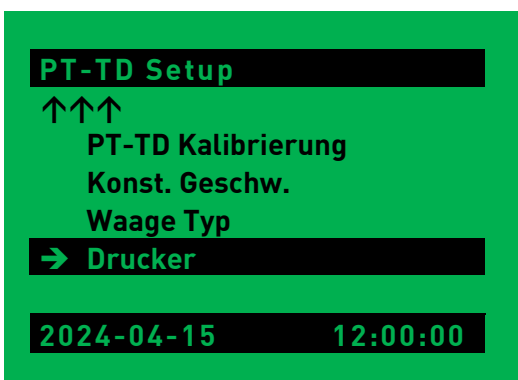 PT-TD Setup
↑↑↑
PT-TD Kalibrierung
Konst. Geschw.
Waage Typ
→ Drucker
2024-04-15 12:00:00